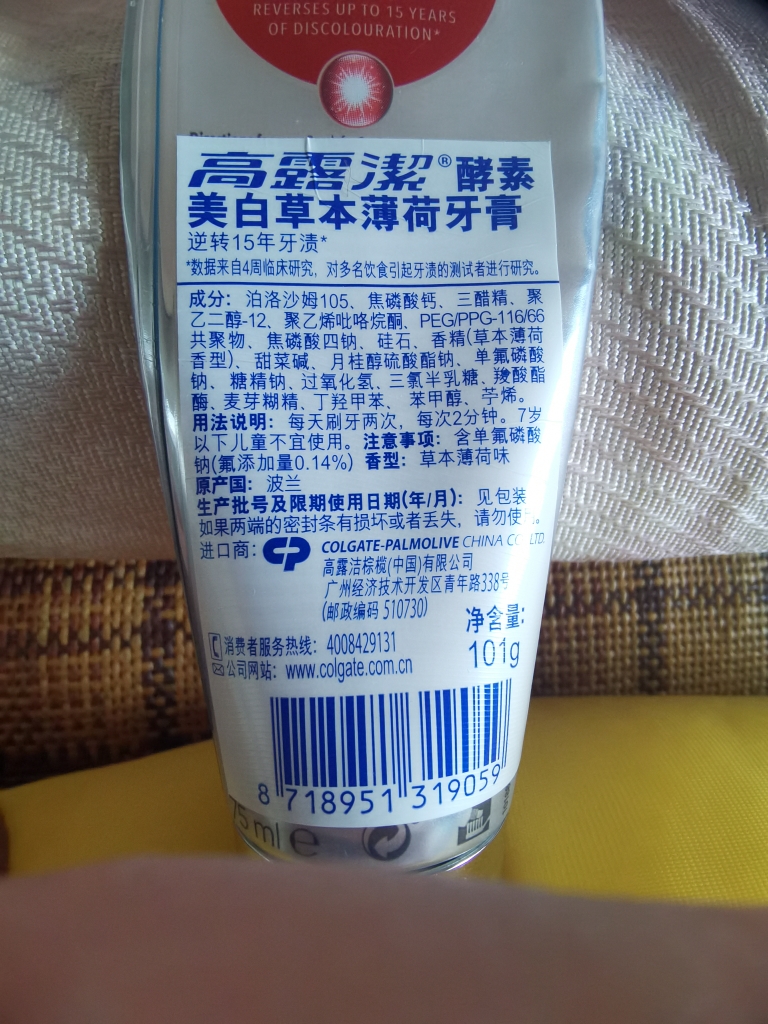 REVERSES UP TO 15 YEARS
OF DISCOLOURATION*
高露潔®酵素
美白草本薄荷牙膏
逆转15年牙渍*
*数据来自4周临床研究，对多名饮食引起牙渍的测试者进行研究。
成分：泊洛沙姆105、焦磷酸钙、三醋精、聚
乙二醇-12、聚乙烯吡咯烷酮、PEG/PPG-116/66
共聚物、焦磷酸四钠、硅石、香精(草本薄荷
香型)、甜菜碱、月桂醇硫酸酯钠、单氟磷酸
钠、糖精钠、过氧化氢、三氯半乳糖、羧酸酯
酶、麦芽糊精、丁羟甲苯、苯甲醇、苧烯。
用法说明：每天刷牙两次，每次2分钟。7岁
以下儿童不宜使用。注意事项：含单氟磷酸
钠(氟添加量0.14%) 香型：草本薄荷味
原产国：波兰
生产批号及限期使用日期(年/月)：见包装
如果两端的密封条有损坏或者丢失，请勿使
进口商：CP COLGATE-PALMOLIVE CHINA CO LTD.
高露洁棕榄(中国)有限公司
广州经济技术开发区青年路338号
(邮政编码 510730)
净含量:
101g
消费者服务热线：4008429131
公司网站：www.colgate.com.cn
8 718951 319059
75 ml e